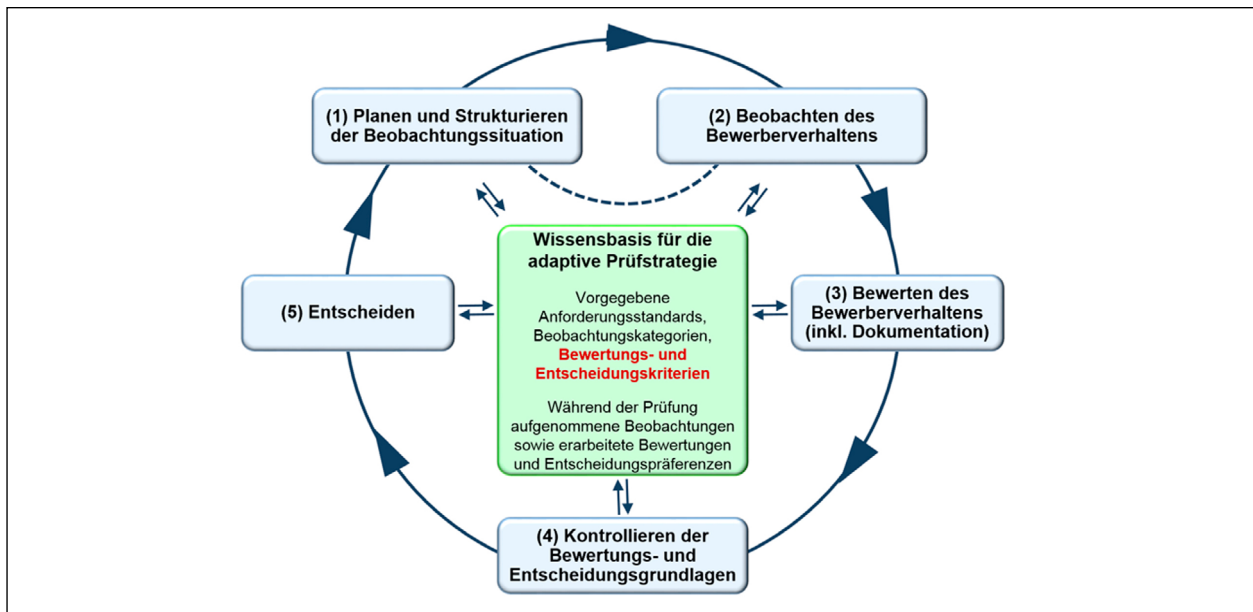 (1) Planen und Strukturieren
der Beobachtungssituation
(2) Beobachten des
Bewerberverhaltens
Wissensbasis für die
adaptive Prüfstrategie
Vorgegebene
Anforderungsstandards,
Beobachtungskategorien,
Bewertungs- und
Entscheidungskriterien
Während der Prüfung
aufgenommene Beobachtungen
sowie erarbeitete Bewertungen
und Entscheidungspräferenzen
(3) Bewerten des
Bewerberverhaltens
(inkl. Dokumentation)
(4) Kontrollieren der
Bewertungs- und
Entscheidungsgrundlagen
(5) Entscheiden